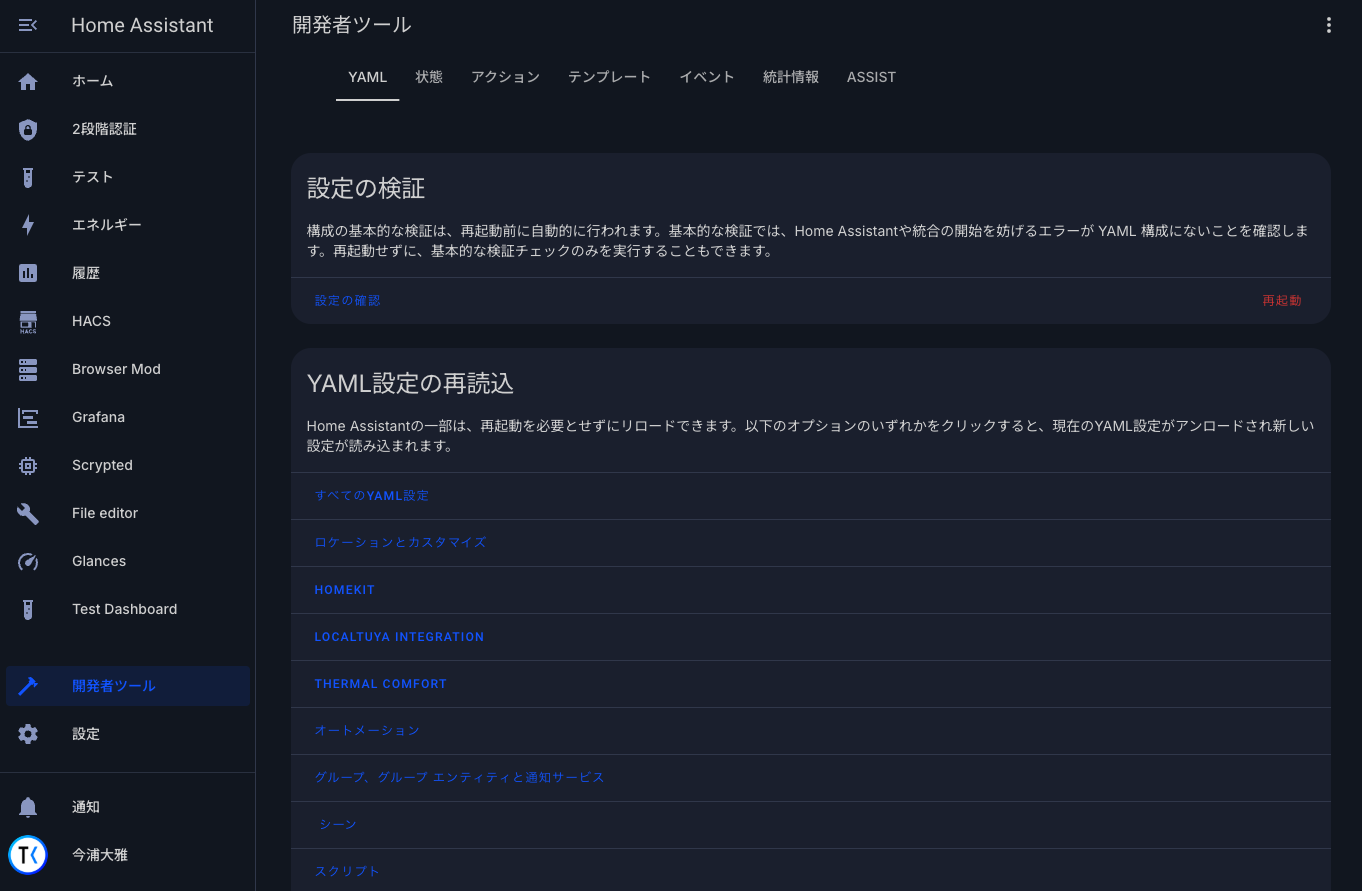 Home Assistant
ホーム
2段階認証
テスト
エネルギー
履歴
HACS
HACS
Browser Mod
Grafana
Scrypted
File editor
Glances
Test Dashboard
開発者ツール
設定
通知
今浦大雅
開発者ツール
YAML 状態 アクション テンプレート イベント 統計情報 ASSIST
設定の検証
構成の基本的な検証は、再起動前に自動的に行われます。基本的な検証では、Home Assistantや統合の開始を妨げるエラーが YAML 構成にないことを確認しま
す。再起動せずに、基本的な検証チェックのみを実行することもできます。
設定の確認 再起動
YAML設定の再読込
Home Assistantの一部は、再起動を必要とせずにリロードできます。以下のオプションのいずれかをクリックすると、現在のYAML設定がアンロードされ新しい
設定が読み込まれます。
すべてのYAML設定
ロケーションとカスタマイズ
HOMEKIT
LOCALTUYA INTEGRATION
THERMAL COMFORT
オートメーション
グループ、グループ エンティティと通知サービス
シーン
スクリプト